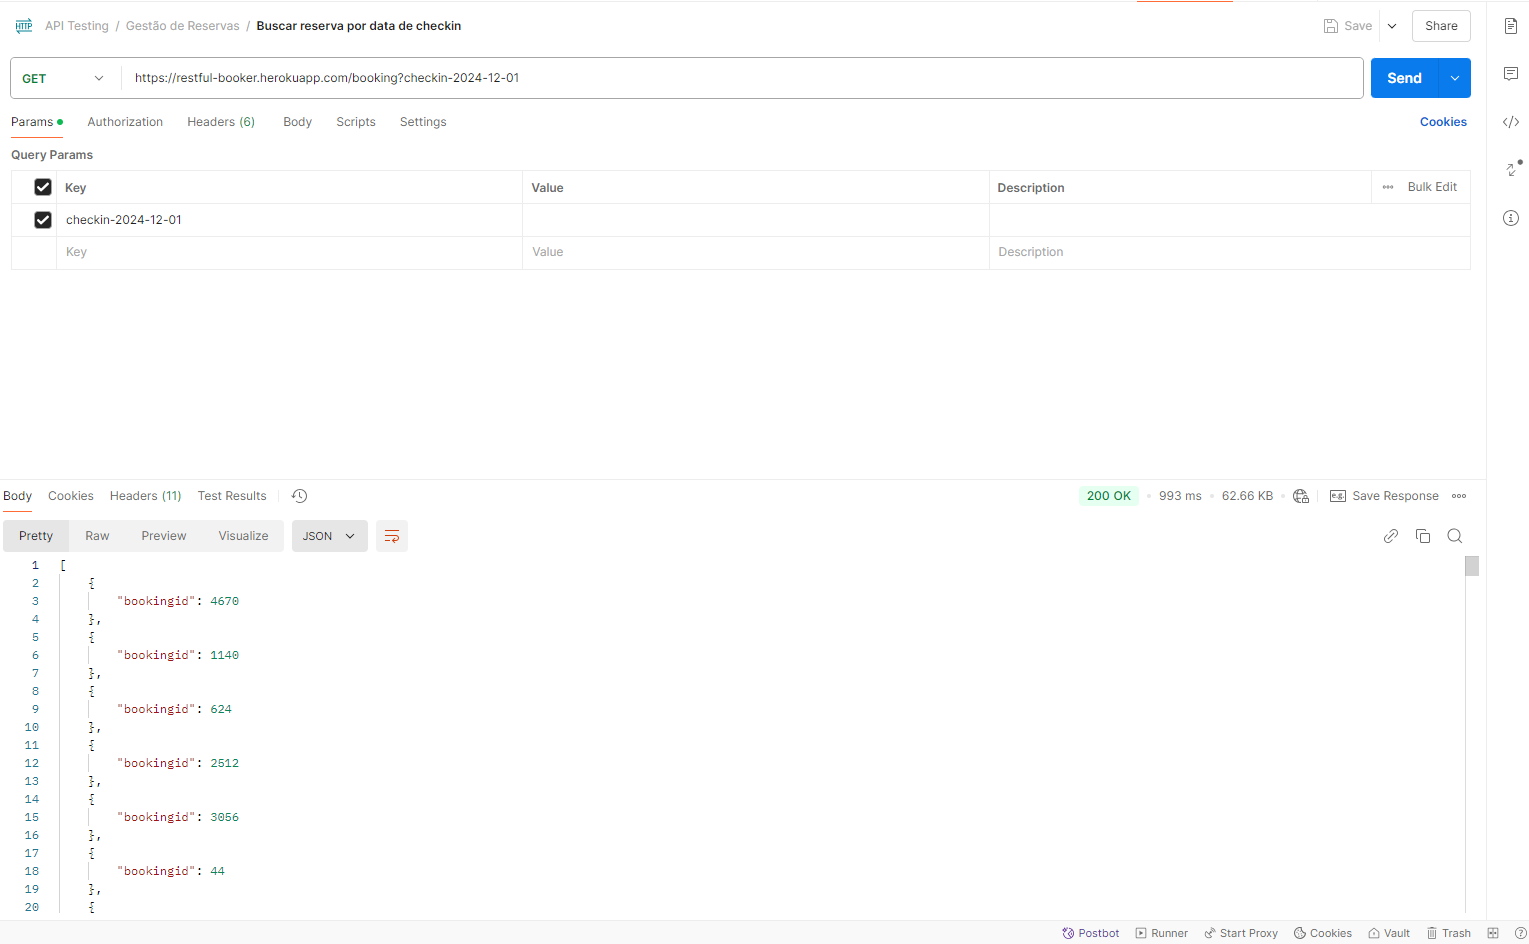 HTTP API Testing / Gestão de Reservas / Buscar reserva por data de checkin Save Share
GET https://restful-booker.herokuapp.com/booking?checkin-2024-12-01 Send
Params Authorization Headers (6) Body Scripts Settings Cookies
Query Params
Key Value Description Bulk Edit
checkin-2024-12-01
Key Value Description
Body Cookies Headers (11) Test Results 200 OK 993 ms 62.66 KB e.g. Save Response
Pretty Raw Preview Visualize JSON
1 [
2 {
3 "bookingid": 4670
4 },
5 {
6 "bookingid": 1140
7 },
8 {
9 "bookingid": 624
10 },
11 {
12 "bookingid": 2512
13 },
14 {
15 "bookingid": 3056
16 },
17 {
18 "bookingid": 44
19 },
20 {
Postbot Runner Start Proxy Cookies Vault Trash